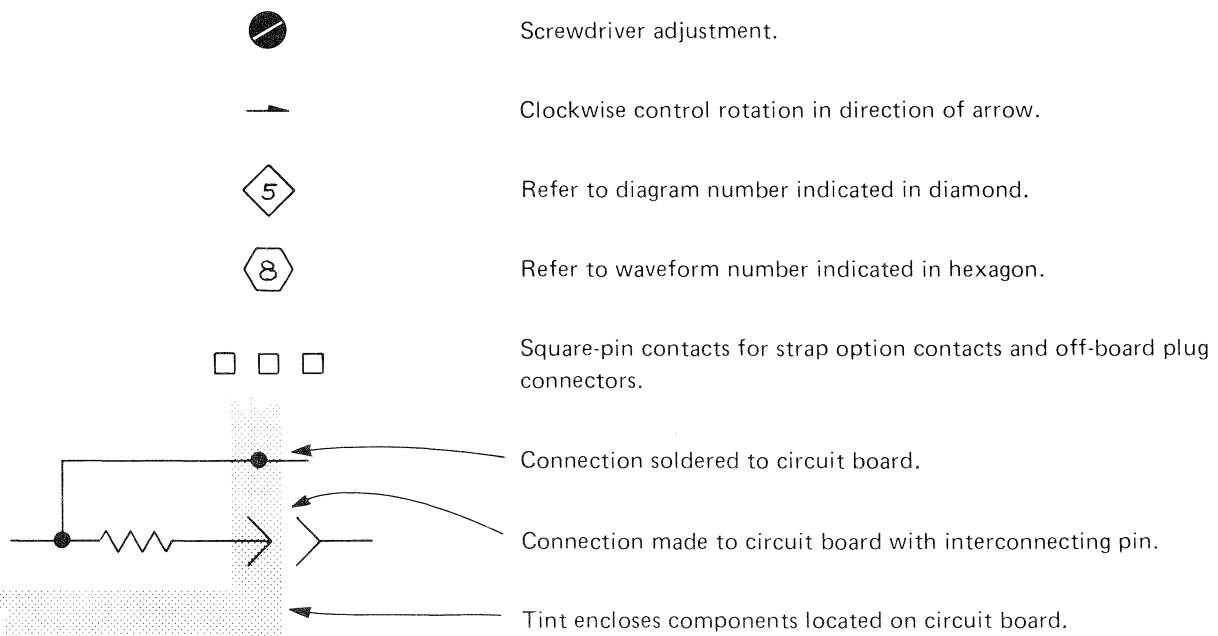 Screwdriver adjustment.
Clockwise control rotation in direction of arrow.
5
Refer to diagram number indicated in diamond.
8
Refer to waveform number indicated in hexagon.
Square-pin contacts for strap option contacts and off-board plug
connectors.
Connection soldered to circuit board.
Connection made to circuit board with interconnecting pin.
Tint encloses components located on circuit board.